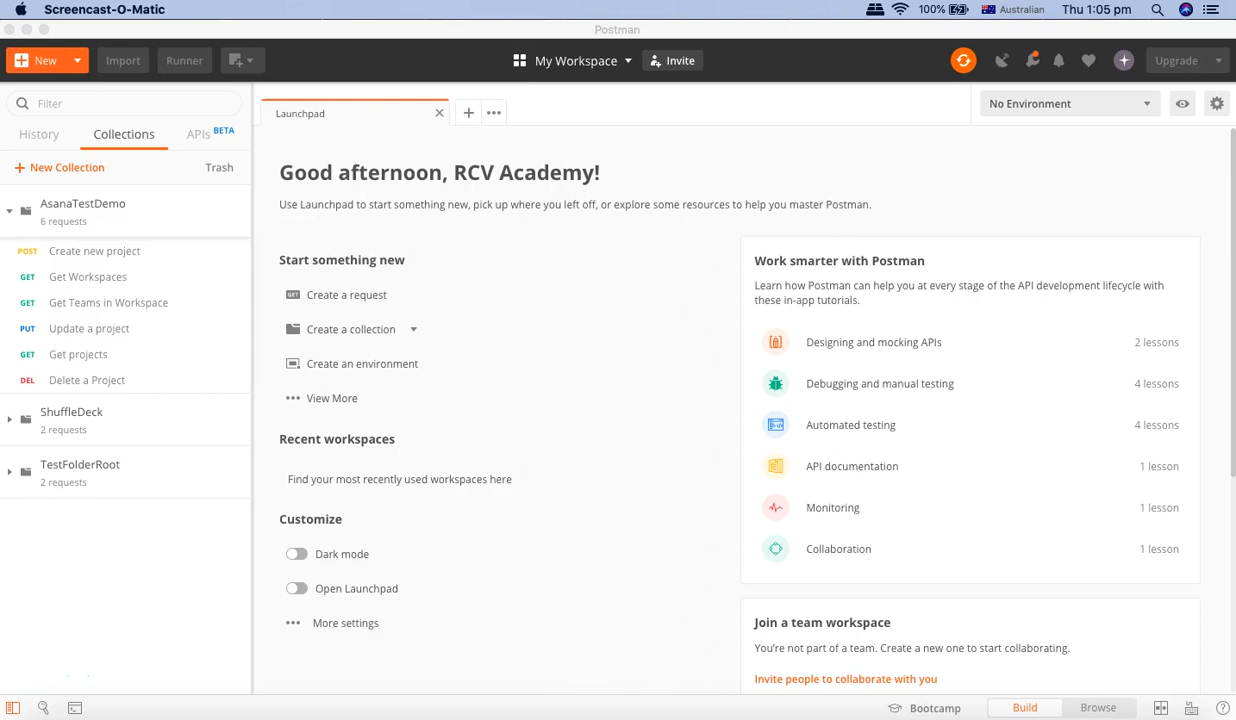 Screencast-O-Matic
100%
Australian
Thu 1:05 pm
Postman
New
Import
Runner
My Workspace
Invite
Upgrade
Filter
History
Collections
APIs BETA
New Collection
Trash
AsanaTestDemo
6 requests
POST Create new project
GET Get Workspaces
GET Get Teams in Workspace
PUT Update a project
GET Get projects
DEL Delete a Project
ShuffleDeck
2 requests
TestFolderRoot
2 requests
Launchpad
No Environment
Good afternoon, RCV Academy!
Use Launchpad to start something new, pick up where you left off, or explore some resources to help you master Postman.
Start something new
GET Create a request
Create a collection
Create an environment
View More
Recent workspaces
Find your most recently used workspaces here
Customize
Dark mode
Open Launchpad
More settings
Work smarter with Postman
Learn how Postman can help you at every stage of the API development lifecycle with
these in-app tutorials.
Designing and mocking APIs 2 lessons
Debugging and manual testing 4 lessons
Automated testing 4 lessons
API documentation 1 lesson
Monitoring 1 lesson
Collaboration 1 lesson
Join a team workspace
You're not part of a team. Create a new one to start collaborating.
Invite people to collaborate with you
Bootcamp
Build
Browse